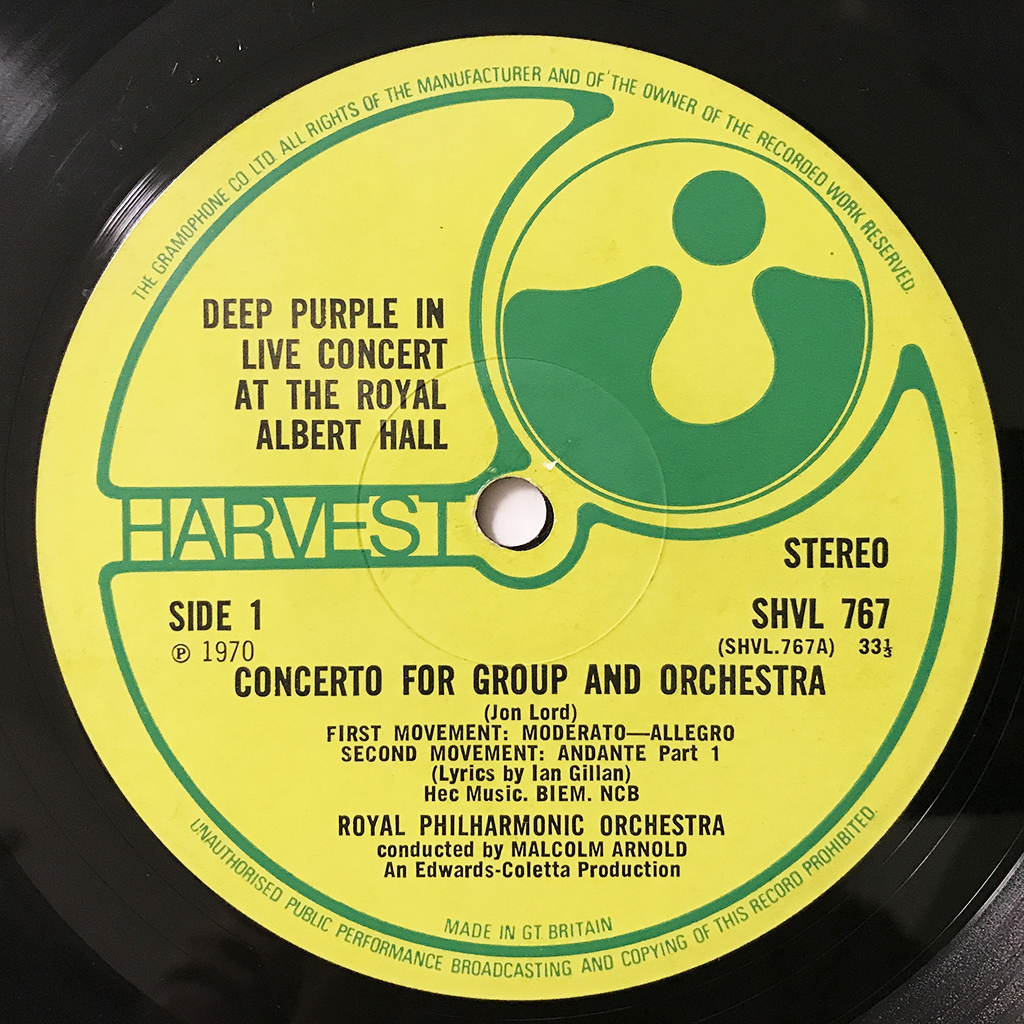 THE GRAMOPHONE CO LTD. ALL RIGHTS OF THE MANUFACTURER AND OF THE OWNER OF THE RECORDED WORK RESERVED.
DEEP PURPLE IN
LIVE CONCERT
AT THE ROYAL
ALBERT HALL
HARVEST
STEREO
SIDE 1
SHVL 767
℗ 1970
(SHVL.767A) 33⅓
CONCERTO FOR GROUP AND ORCHESTRA
(Jon Lord)
FIRST MOVEMENT: MODERATO—ALLEGRO
SECOND MOVEMENT: ANDANTE Part 1
(Lyrics by Ian Gillan)
Hec Music. BIEM. NCB
ROYAL PHILHARMONIC ORCHESTRA
conducted by MALCOLM ARNOLD
An Edwards-Coletta Production
MADE IN GT BRITAIN
UNAUTHORISED PUBLIC PERFORMANCE BROADCASTING AND COPYING OF THIS RECORD PROHIBITED.